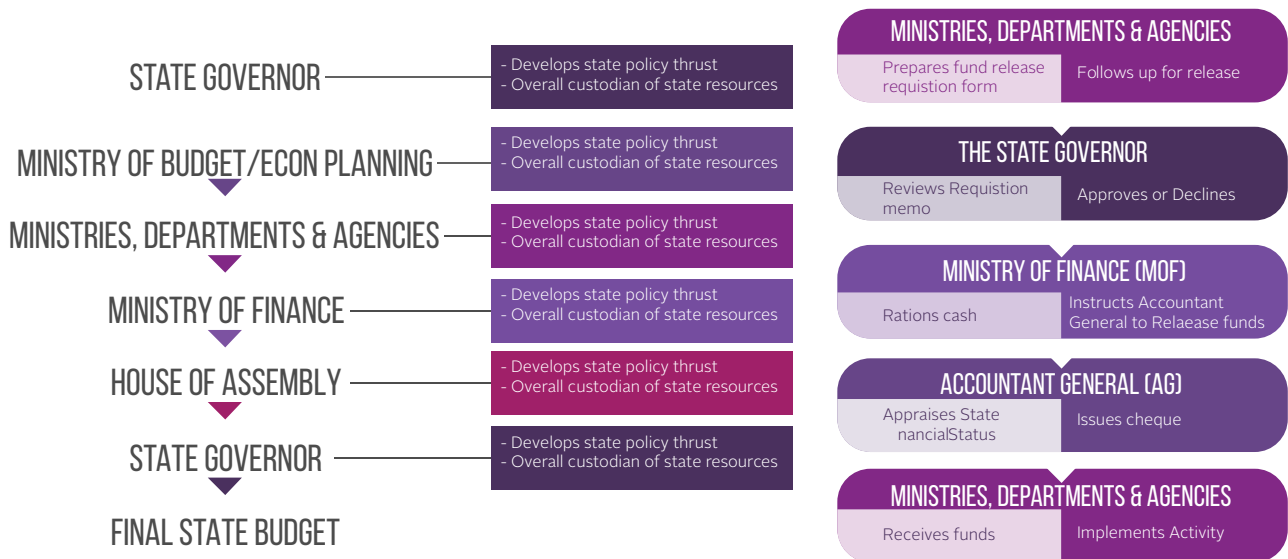 STATE GOVERNOR
- Develops state policy thrust
- Overall custodian of state resources
MINISTRY OF BUDGET/ECON PLANNING
- Develops state policy thrust
- Overall custodian of state resources
MINISTRIES, DEPARTMENTS & AGENCIES
- Develops state policy thrust
- Overall custodian of state resources
MINISTRY OF FINANCE
- Develops state policy thrust
- Overall custodian of state resources
HOUSE OF ASSEMBLY
- Develops state policy thrust
- Overall custodian of state resources
STATE GOVERNOR
- Develops state policy thrust
- Overall custodian of state resources
FINAL STATE BUDGET
MINISTRIES, DEPARTMENTS & AGENCIES
Prepares fund release
requistion form
Follows up for release
THE STATE GOVERNOR
Reviews Requistion
memo
Approves or Declines
MINISTRY OF FINANCE (MOF)
Rations cash
Instructs Accountant
General to Relaease funds
ACCOUNTANT GENERAL (AG)
Appraises State
nancialStatus
Issues cheque
MINISTRIES, DEPARTMENTS & AGENCIES
Receives funds
Implements Activity